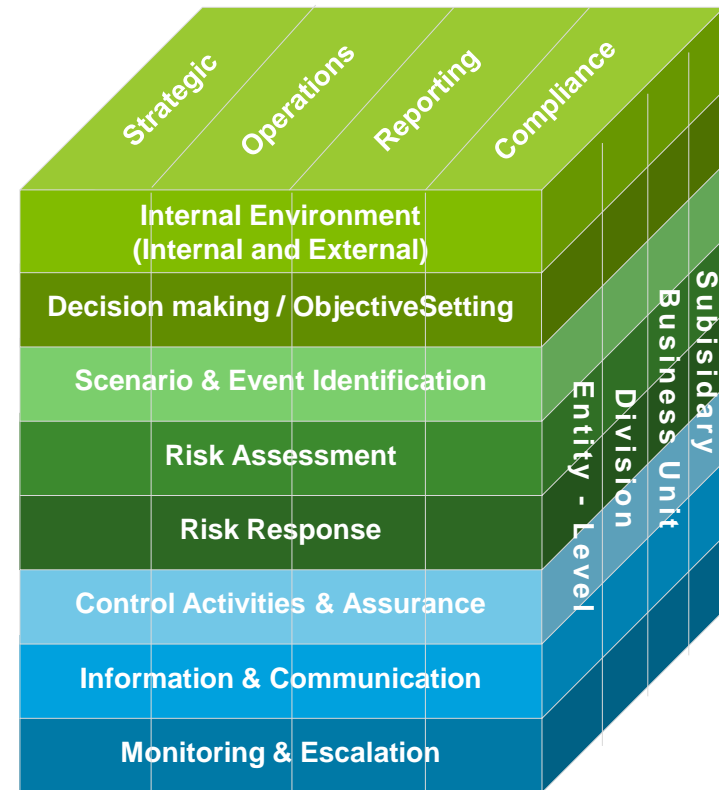 Strategic
Operations
Reporting
Compliance
Internal Environment
(Internal and External)
Decision making / ObjectiveSetting
Scenario & Event Identification
Risk Assessment
Risk Response
Control Activities & Assurance
Information & Communication
Monitoring & Escalation
Entity - Level
Division
Business Unit
Subisidary